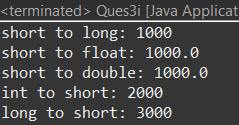 <terminated> Ques3i [Java Applicat
short to long: 1000
short to float: 1000.0
short to double: 1000.0
int to short: 2000
long to short: 3000